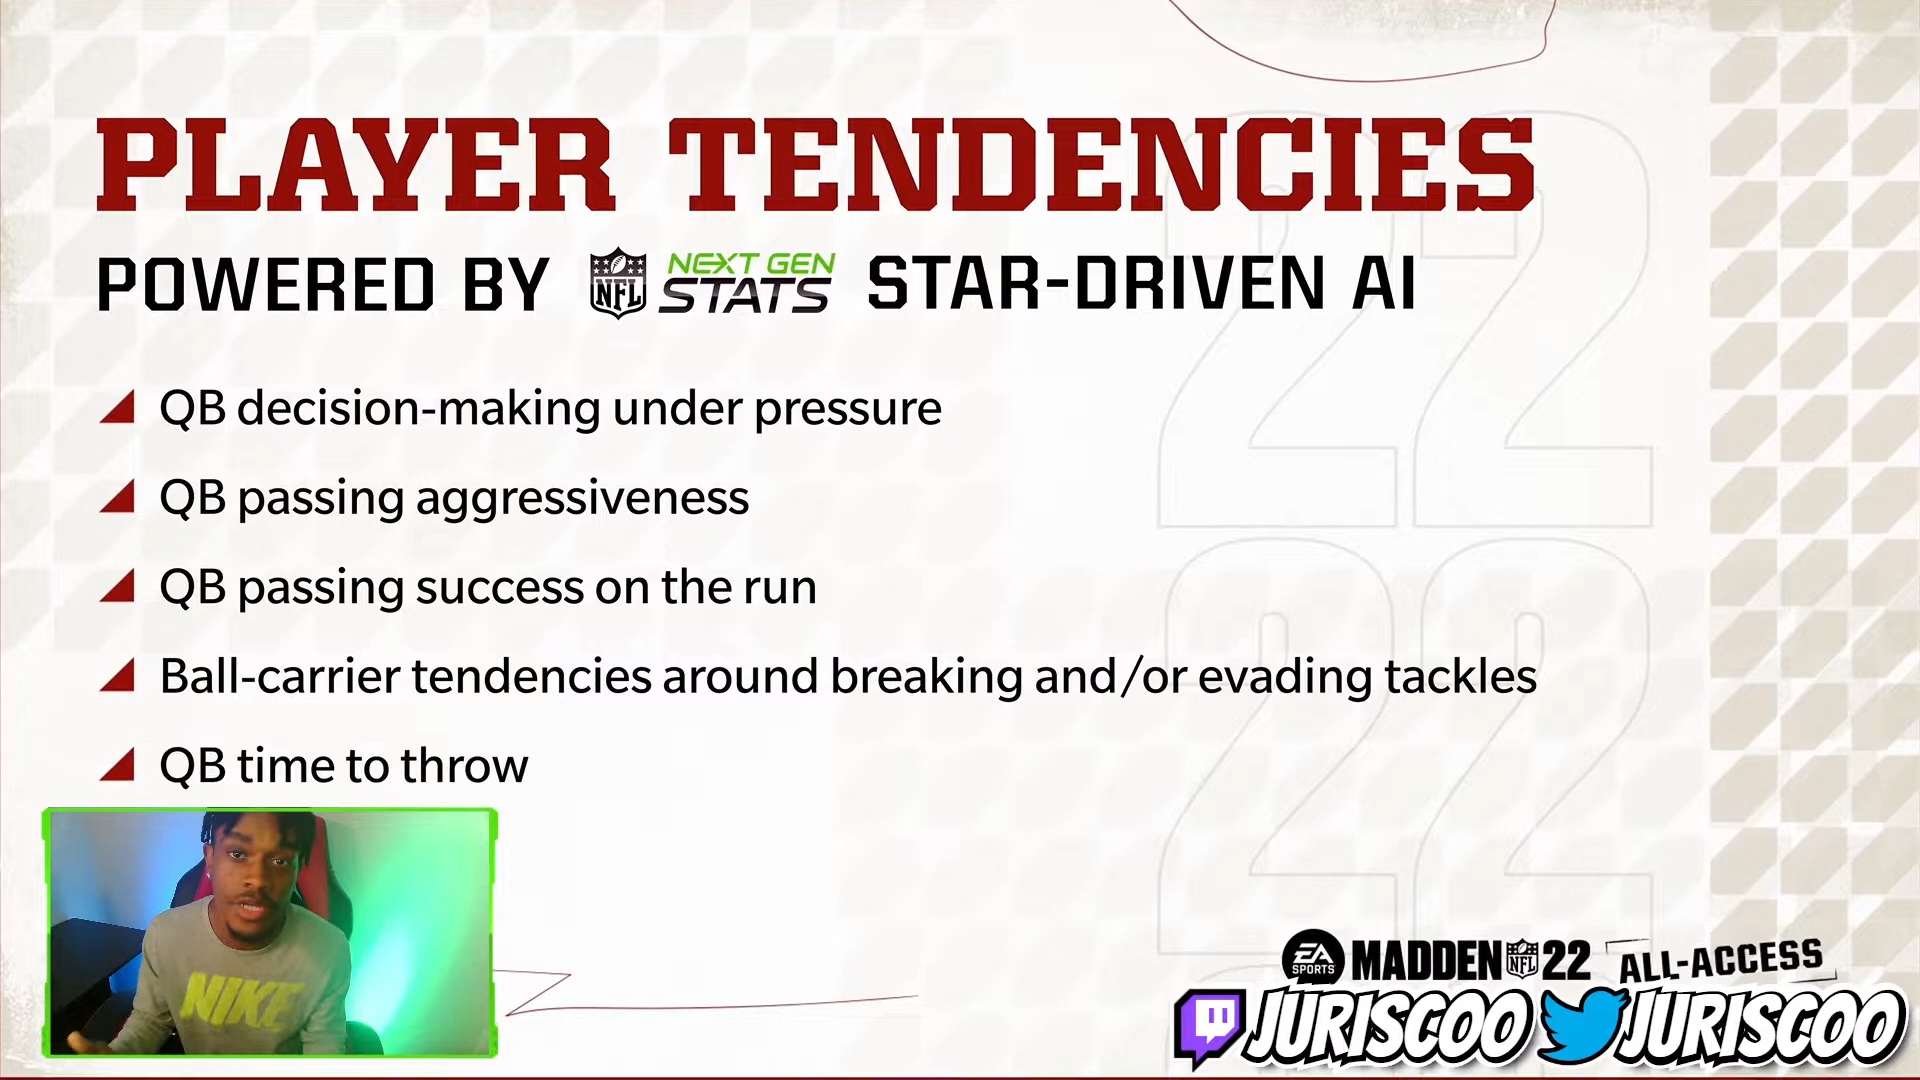 PLAYER TENDENCIES
POWERED BY NFL NEXT GEN STATS STAR-DRIVEN AI
QB decision-making under pressure
QB passing aggressiveness
QB passing success on the run
Ball-carrier tendencies around breaking and/or evading tackles
QB time to throw
NIKE
EA SPORTS MADDEN NFL 22 ALL-ACCESS
JURISCOO JURISCOO
22
22